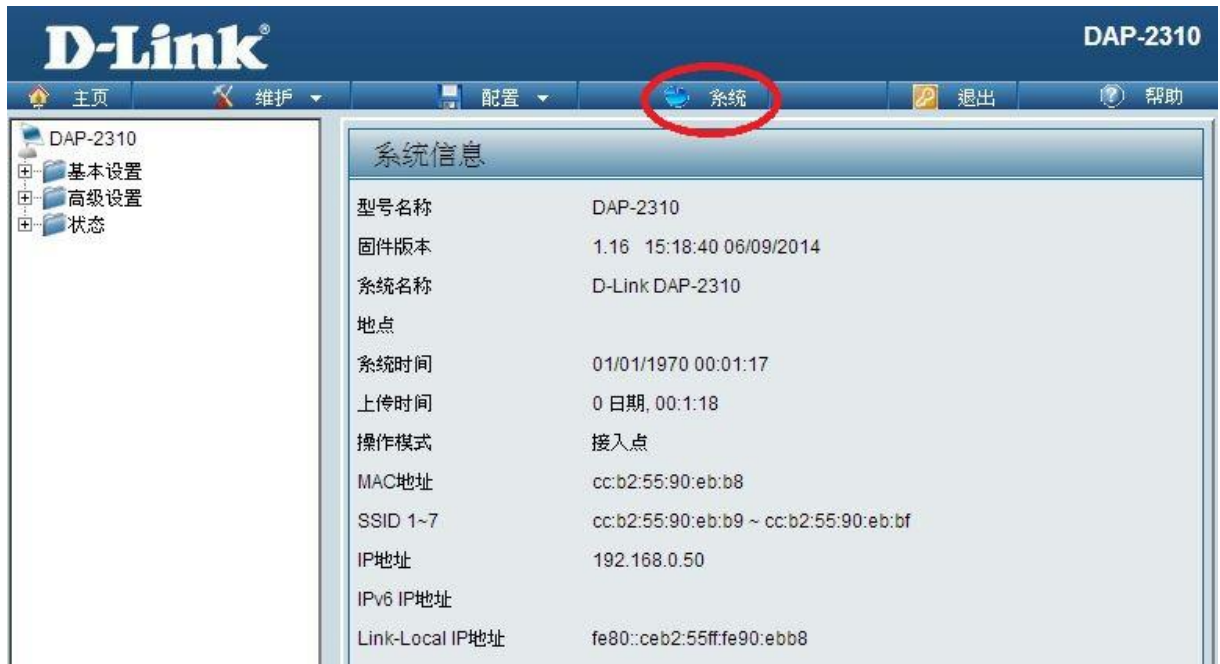 D-Link®
DAP-2310
主页 维护 配置 系统 退出 帮助
DAP-2310
基本设置
高级设置
状态
系统信息
型号名称 DAP-2310
固件版本 1.16 15:18:40 06/09/2014
系统名称 D-Link DAP-2310
地点
系统时间 01/01/1970 00:01:17
上传时间 0 日期, 00:1:18
操作模式 接入点
MAC地址 cc:b2:55:90:eb:b8
SSID 1~7 cc:b2:55:90:eb:b9 ~ cc:b2:55:90:eb:bf
IP地址 192.168.0.50
IPv6 IP地址
Link-Local IP地址 fe80::ceb2:55ff:fe90:ebb8